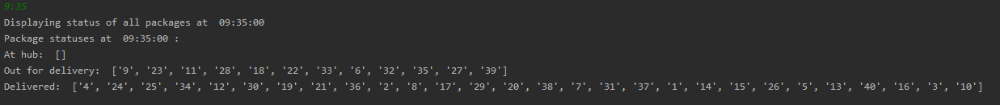 9:35
Displaying status of all packages at  09:35:00
Package statuses at  09:35:00 :
At hub:  []
Out for delivery:  ['9', '23', '11', '28', '18', '22', '33', '6', '32', '35', '27', '39']
Delivered:  ['4', '24', '25', '34', '12', '30', '19', '21', '36', '2', '8', '17', '29', '20', '38', '7', '31', '37', '1', '14', '15', '26', '5', '13', '40', '16', '3', '10']